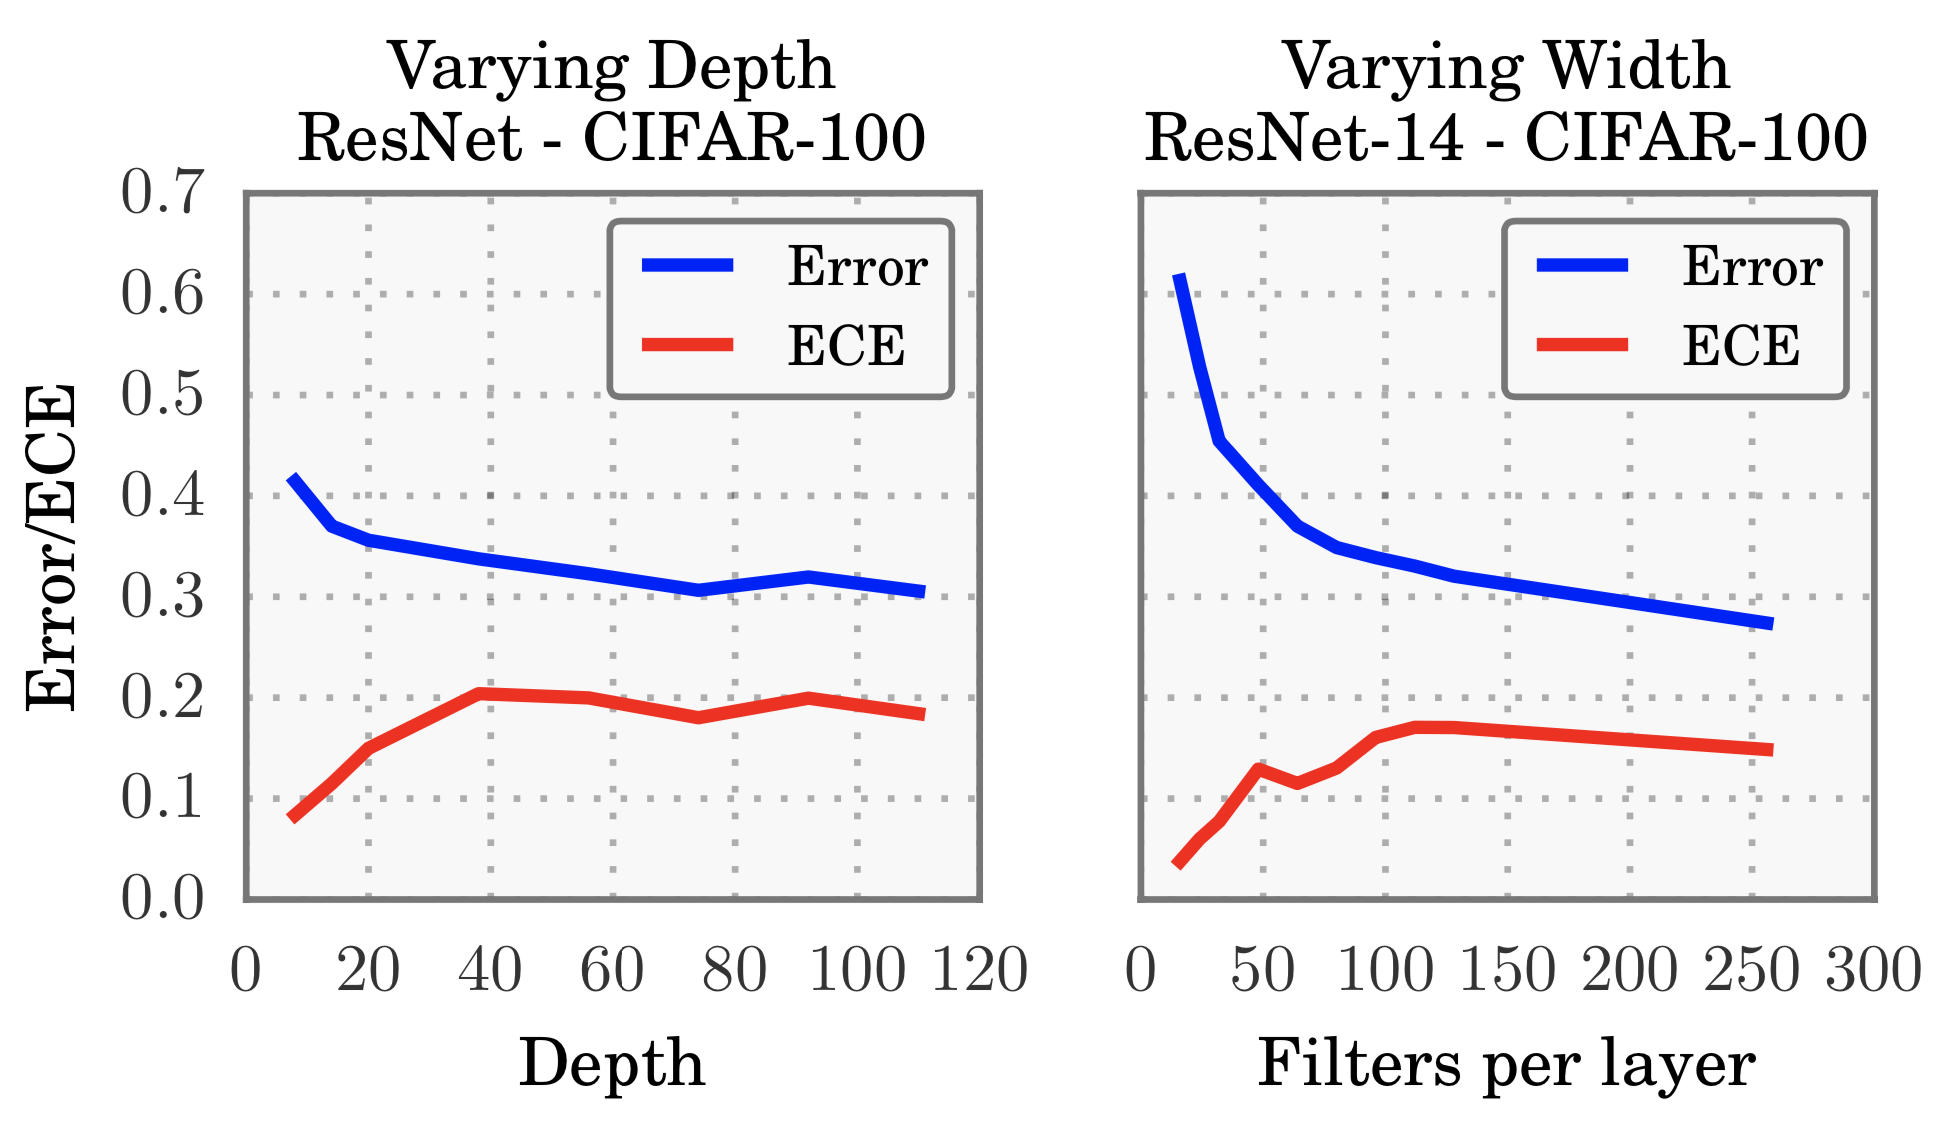 Varying Depth
ResNet - CIFAR-100
Varying Width
ResNet-14 - CIFAR-100
Error/ECE
0.7
0.6
0.5
0.4
0.3
0.2
0.1
0.0
Error
ECE
Error
ECE
0 20 40 60 80 100 120
0 50 100 150 200 250 300
Depth
Filters per layer